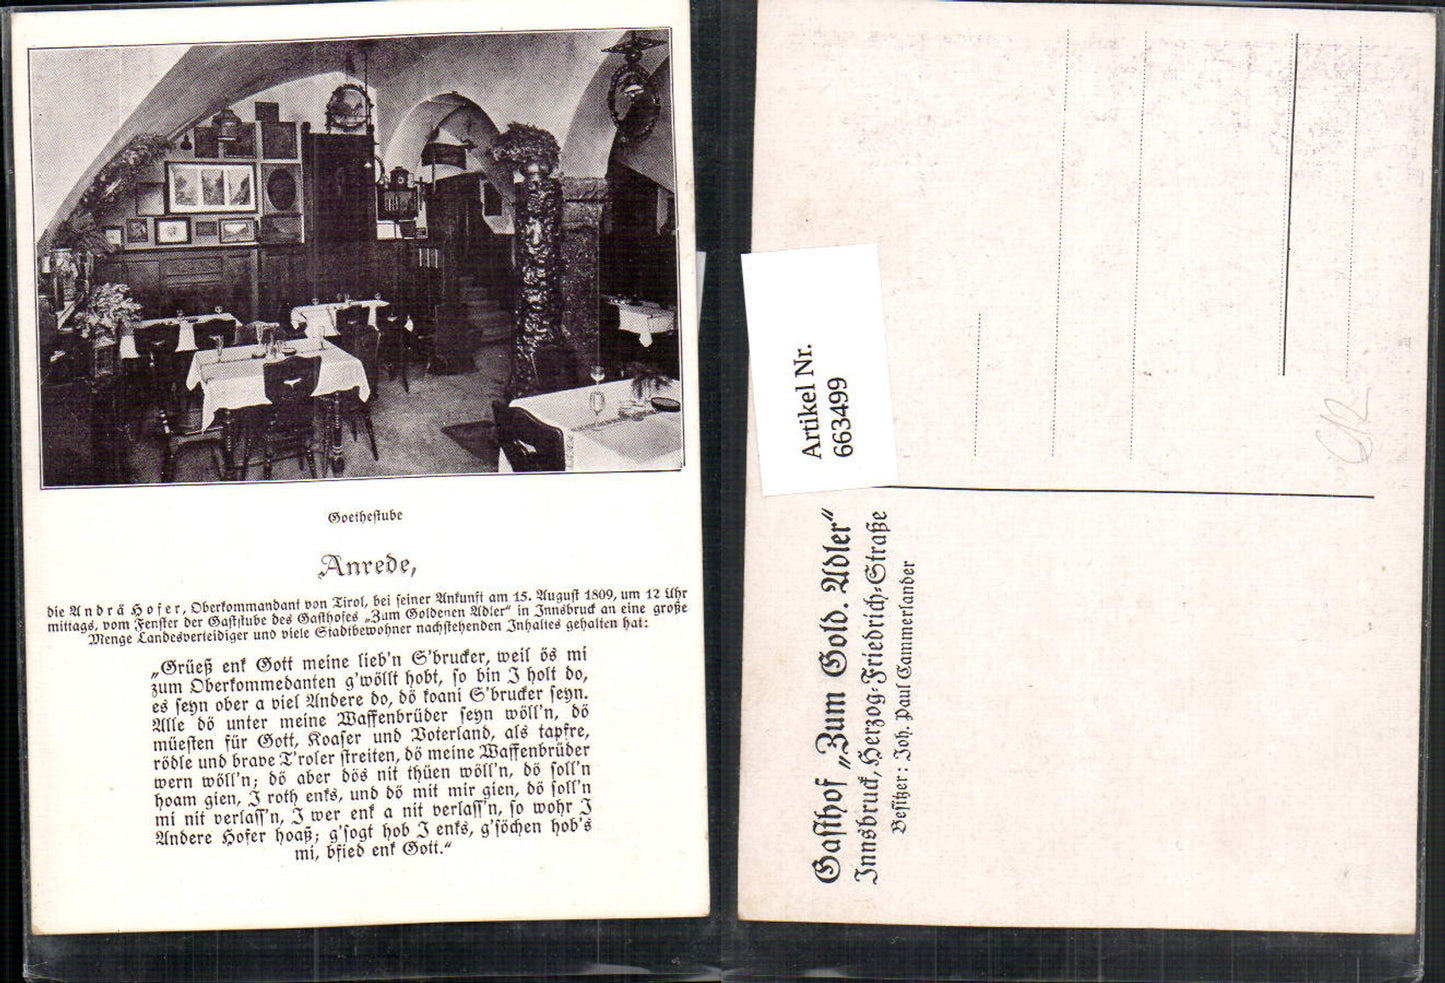 Goethestube
Anrede,
die Andrä Hofer, Oberkommandant von Tirol, bei seiner Ankunft am 15. August 1809, um 12 Uhr
mittags, vom Fenster der Gaststube des Gasthofes „Zum Goldenen Adler“ in Innsbruck an eine große
Menge Landesverteidiger und viele Stadtbewohner nachstehenden Inhaltes gehalten hat:
„Grüeß enk Gott meine lieb'n S'brucker, weil ös mi
zum Oberkommedanten g'wöllt hobt, so bin I holt do,
es seyn ober a viel Andere do, dö koani S'brucker seyn.
Alle dö unter meine Waffenbrüder seyn wöll'n, dö
müesten für Gott, Koaser und Voterland, als tapfre,
rödle und brave T'roler streiten, dö meine Waffenbrüder
wern wöll'n; dö aber dös nit thüen wöll'n, dö soll'n
hoam gien, I roth enks, und dö mit mir gien, dö soll'n
mi nit verlass'n, I wer enk a nit verlass'n, so wohr I
Andere Hofer hoaß; g'sogt hob I enks, g'söchen hob's
mi, bfied enk Gott.“
Artikel Nr.
663499
Gasthof „Zum Gold. Adler“
Innsbruck, Herzog-Friedrich-Straße
Besitzer: Joh. Paul Cammerlander